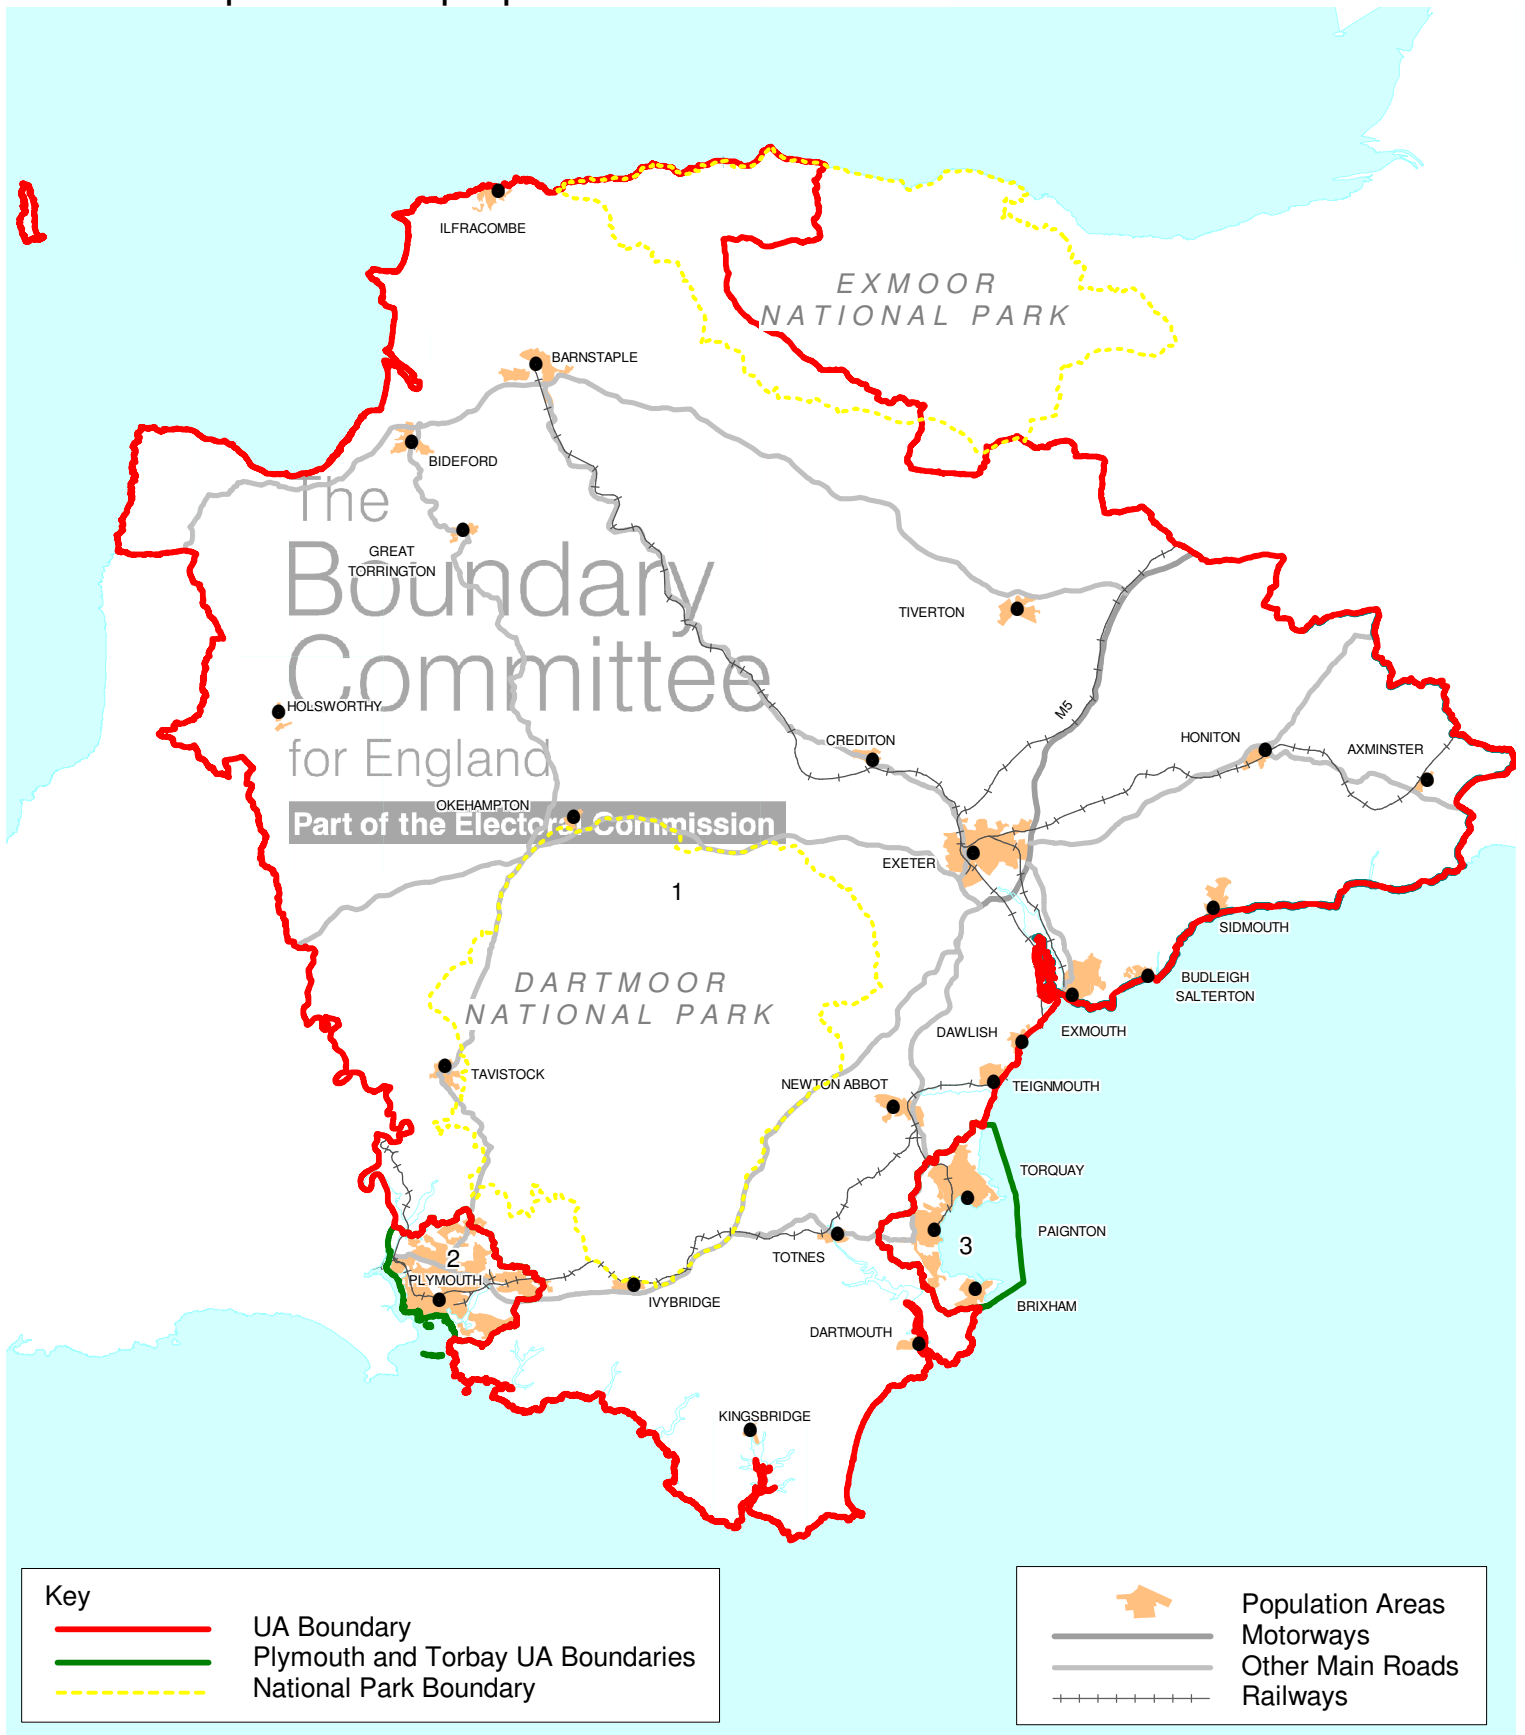 ILFRACOMBE
EXMOOR
NATIONAL PARK
BARNSTAPLE
BIDEFORD
The
GREAT
TORRINGTON
Boundary
TIVERTON
Committee
HOLSWORTHY
M5
CREDITON
HONITON
AXMINSTER
for England
OKEHAMPTON
Part of the Electoral Commission
EXETER
1
SIDMOUTH
DARTMOOR
NATIONAL PARK
BUDLEIGH
SALTERTON
DAWLISH
EXMOUTH
TAVISTOCK
NEWTON ABBOT
TEIGNMOUTH
TORQUAY
PAIGNTON
3
2
TOTNES
PLYMOUTH
IVYBRIDGE
BRIXHAM
DARTMOUTH
KINGSBRIDGE
Key
UA Boundary
Plymouth and Torbay UA Boundaries
National Park Boundary
Population Areas
Motorways
Other Main Roads
Railways